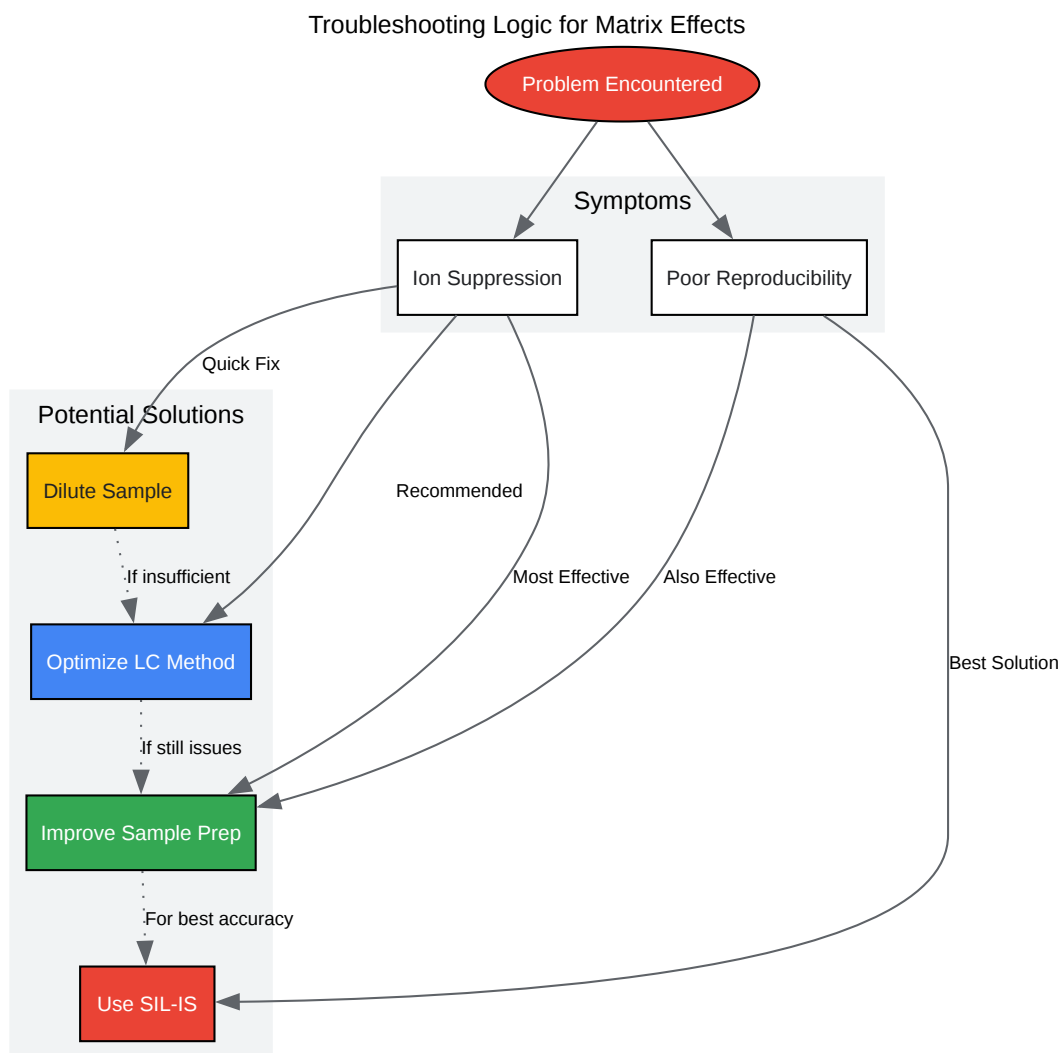 Troubleshooting Logic for Matrix Effects
Problem Encountered
Symptoms
Ion Suppression
Poor Reproducibility
Quick Fix
Potential Solutions
Dilute Sample
Recommended
If insufficient
Most Effective
Also Effective
Optimize LC Method
Best Solution
If still issues
Improve Sample Prep
For best accuracy
Use SIL-IS